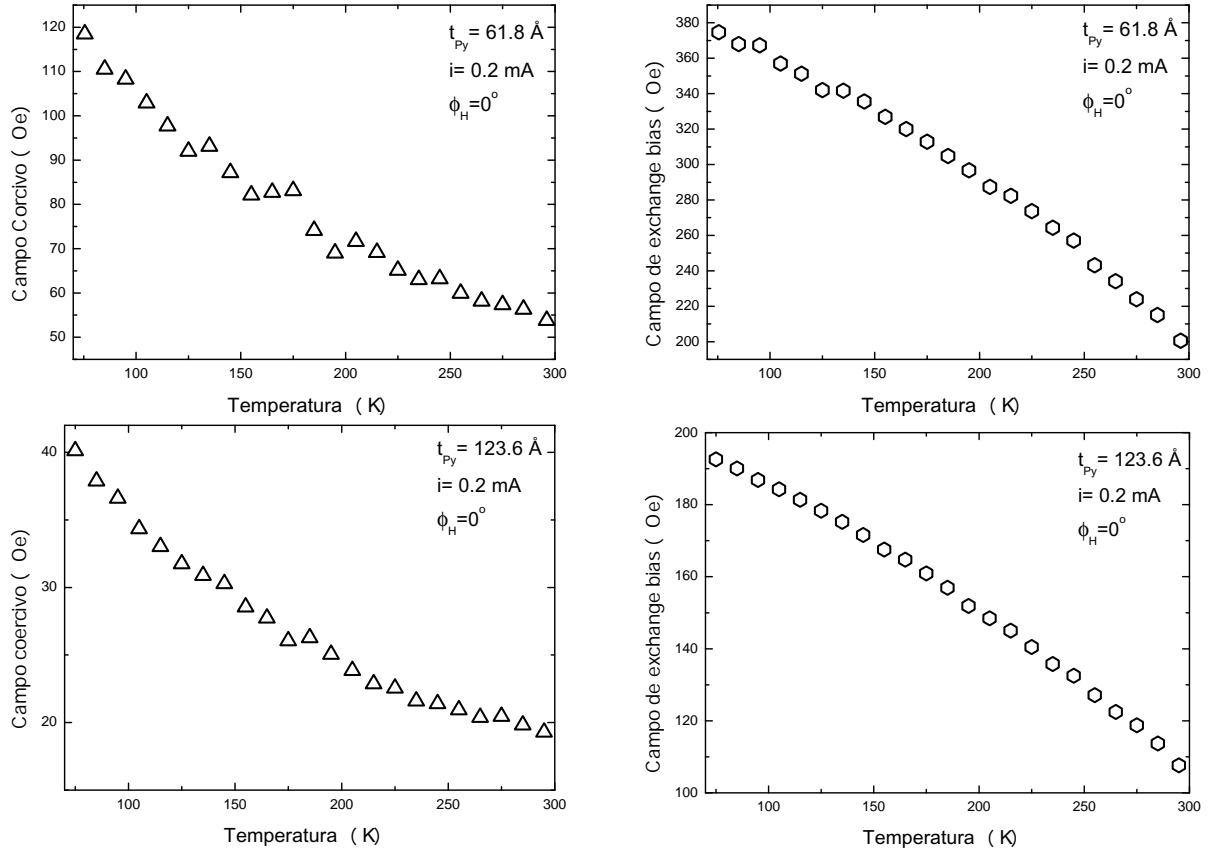 120
110
100
90
80
70
60
50
Campo Corcivo ( Oe)
t_Py = 61.8 Å
i= 0.2 mA
ϕ_H=0°
100 150 200 250 300
Temperatura ( K)
380
360
340
320
300
280
260
240
220
200
Campo de exchange bias ( Oe)
t_Py = 61.8 Å
i= 0.2 mA
ϕ_H=0°
100 150 200 250 300
Temperatura ( K)
40
30
20
Campo coercivo ( Oe)
t_Py = 123.6 Å
i= 0.2 mA
ϕ_H=0°
100 150 200 250 300
Temperatura ( K)
200
180
160
140
120
100
Campo de exchange bias ( Oe)
t_Py = 123.6 Å
i= 0.2 mA
ϕ_H=0°
100 150 200 250 300
Temperatura ( K)